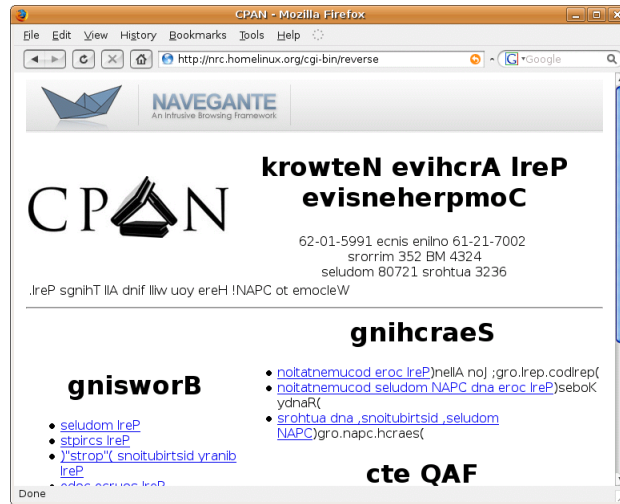 CPAN - Mozilla Firefox
File Edit View History Bookmarks Tools Help
http://nrc.homelinux.org/cgi-bin/reverse
Google
NAVEGANTE
An Intrusive Browsing Framework
CPAN
krowteN evihcrA lreP
evisneherpmoC
62-01-5991 ecnis enilno 61-21-7002
srorrim 352 BM 4324
seludom 80721 srohtua 3236
.lreP sgnihT llA dnif lliw uoy ereH !NAPC ot emocleW
gnihcraeS
noitatnemucod eroc lreP)nellA noJ ;gro.lrep.codlrep(
noitatnemucod seludom NAPC dna eroc lreP)seboK
ydnaR(
srohtua dna ,snoitubirtsid ,seludom
NAPC)gro.napc.hcraes(
gnisworB
seludom lreP
stpircs lreP
)"strop"( snoitubirtsid yranib
lreP
edoc ecruos lreP
cte QAF
Done